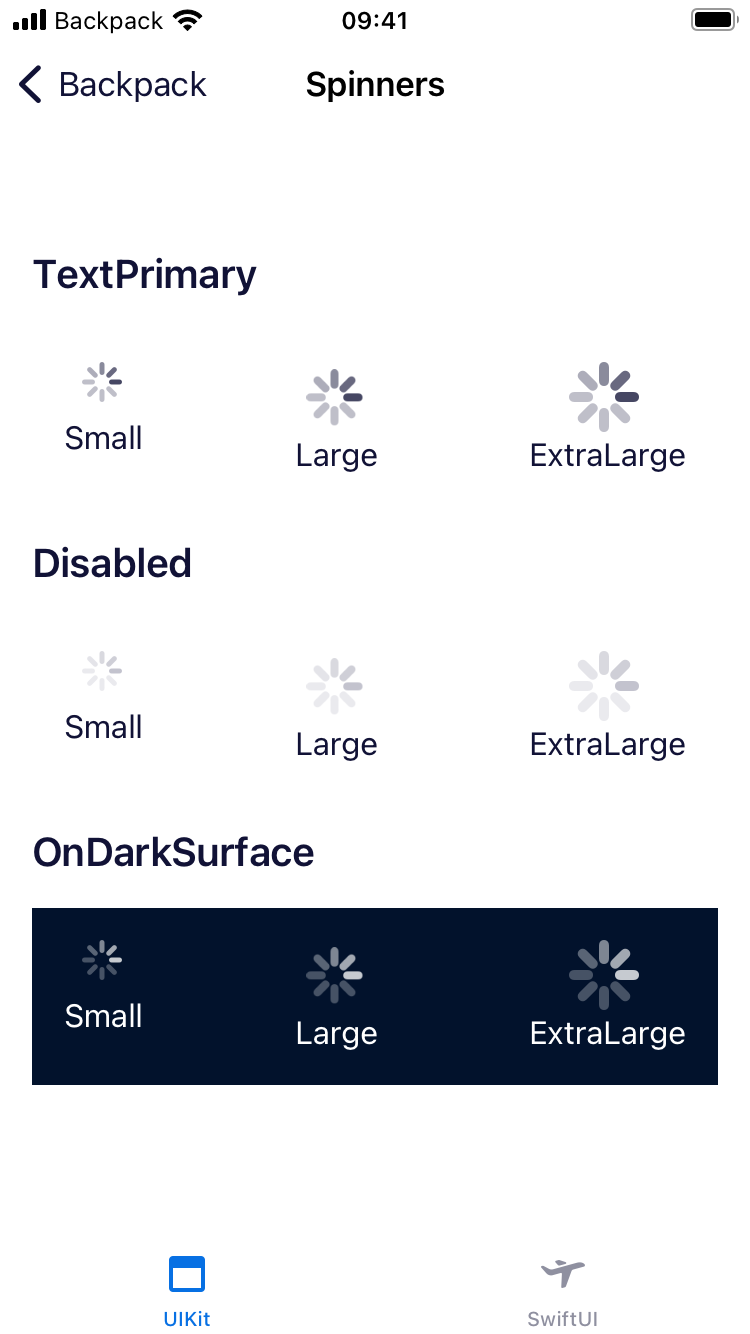 Backpack 09:41
Backpack Spinners
TextPrimary
Small Large ExtraLarge
Disabled
Small Large ExtraLarge
OnDarkSurface
Small Large ExtraLarge
UIKit SwiftUI